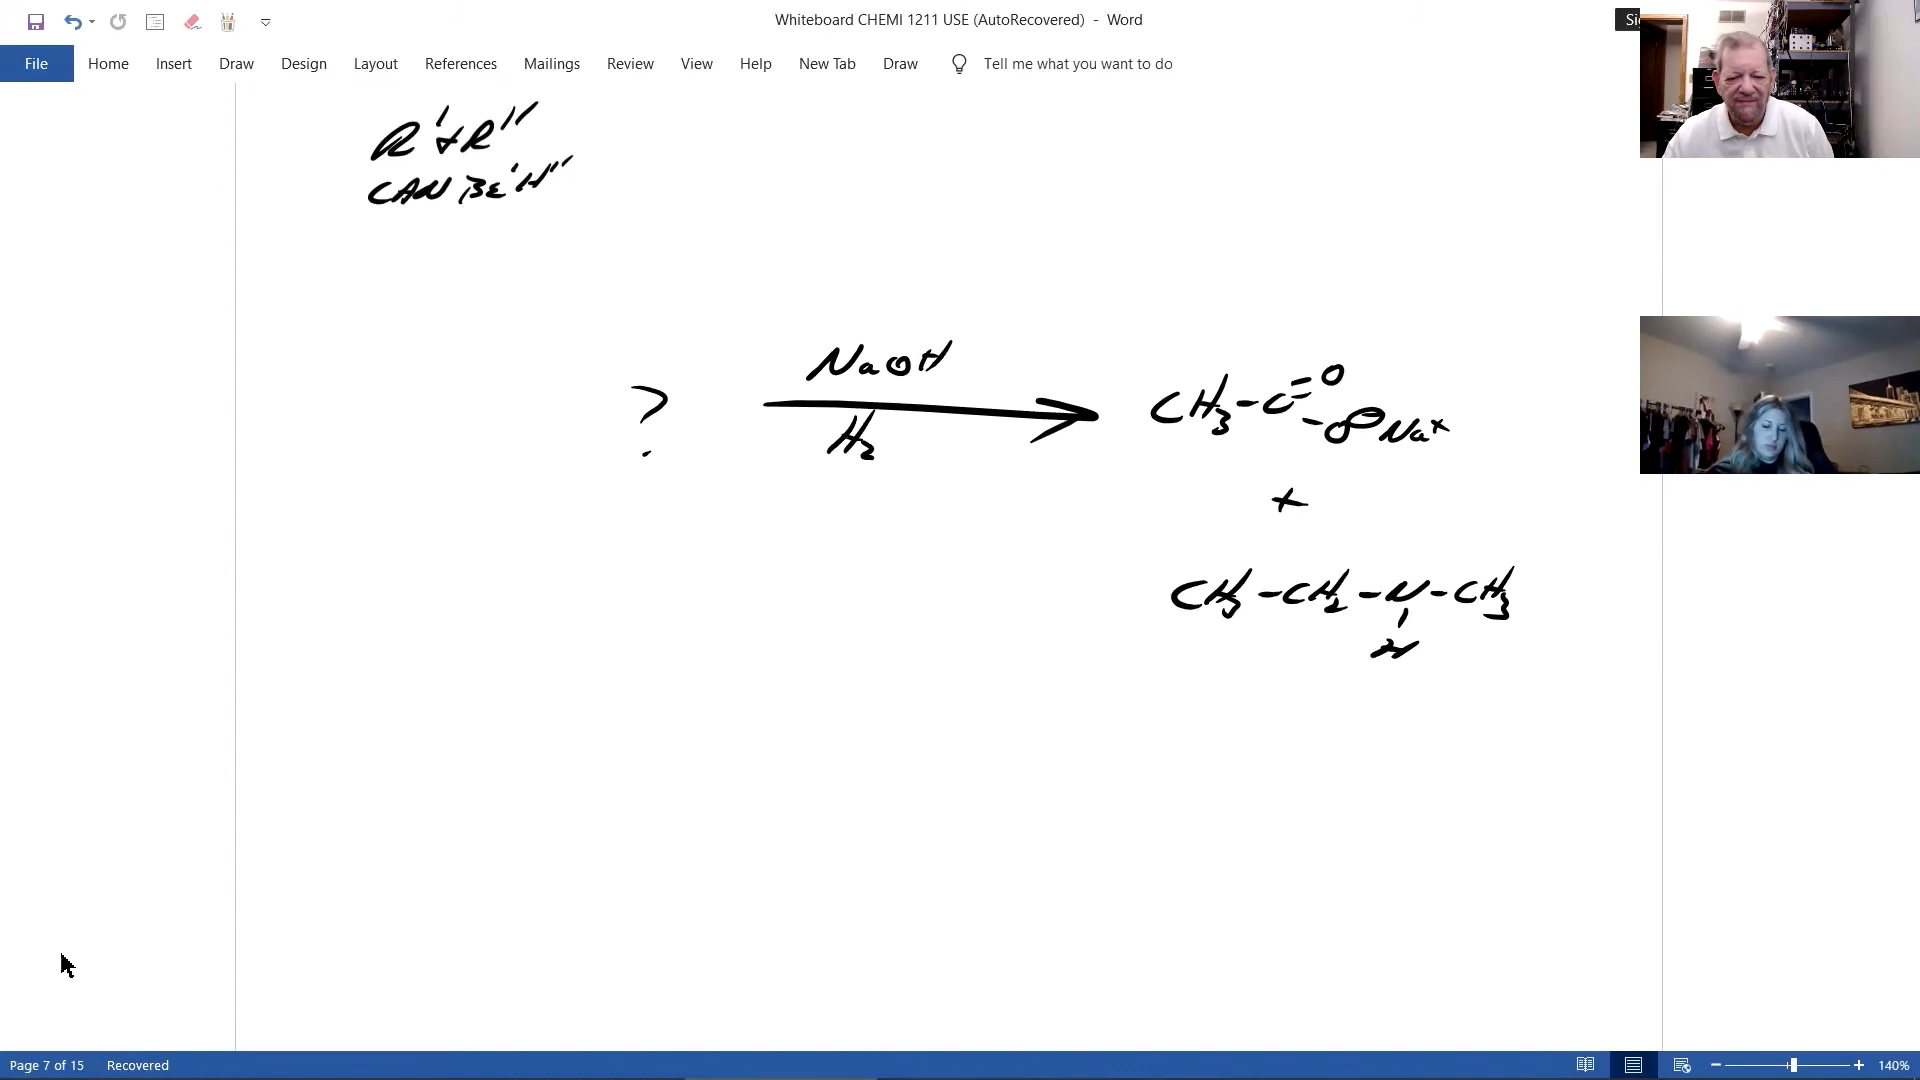 Whiteboard CHEMI 1211 USE (AutoRecovered) - Word
Si
File Home Insert Draw Design Layout References Mailings Review View Help New Tab Draw Tell me what you want to do
R' & R''
CAN BE 'H''
? NaOH CH3-C=O
H2 -O⊖Na+
+
CH3-CH2-N-CH3
H
Page 7 of 15 Recovered 140%